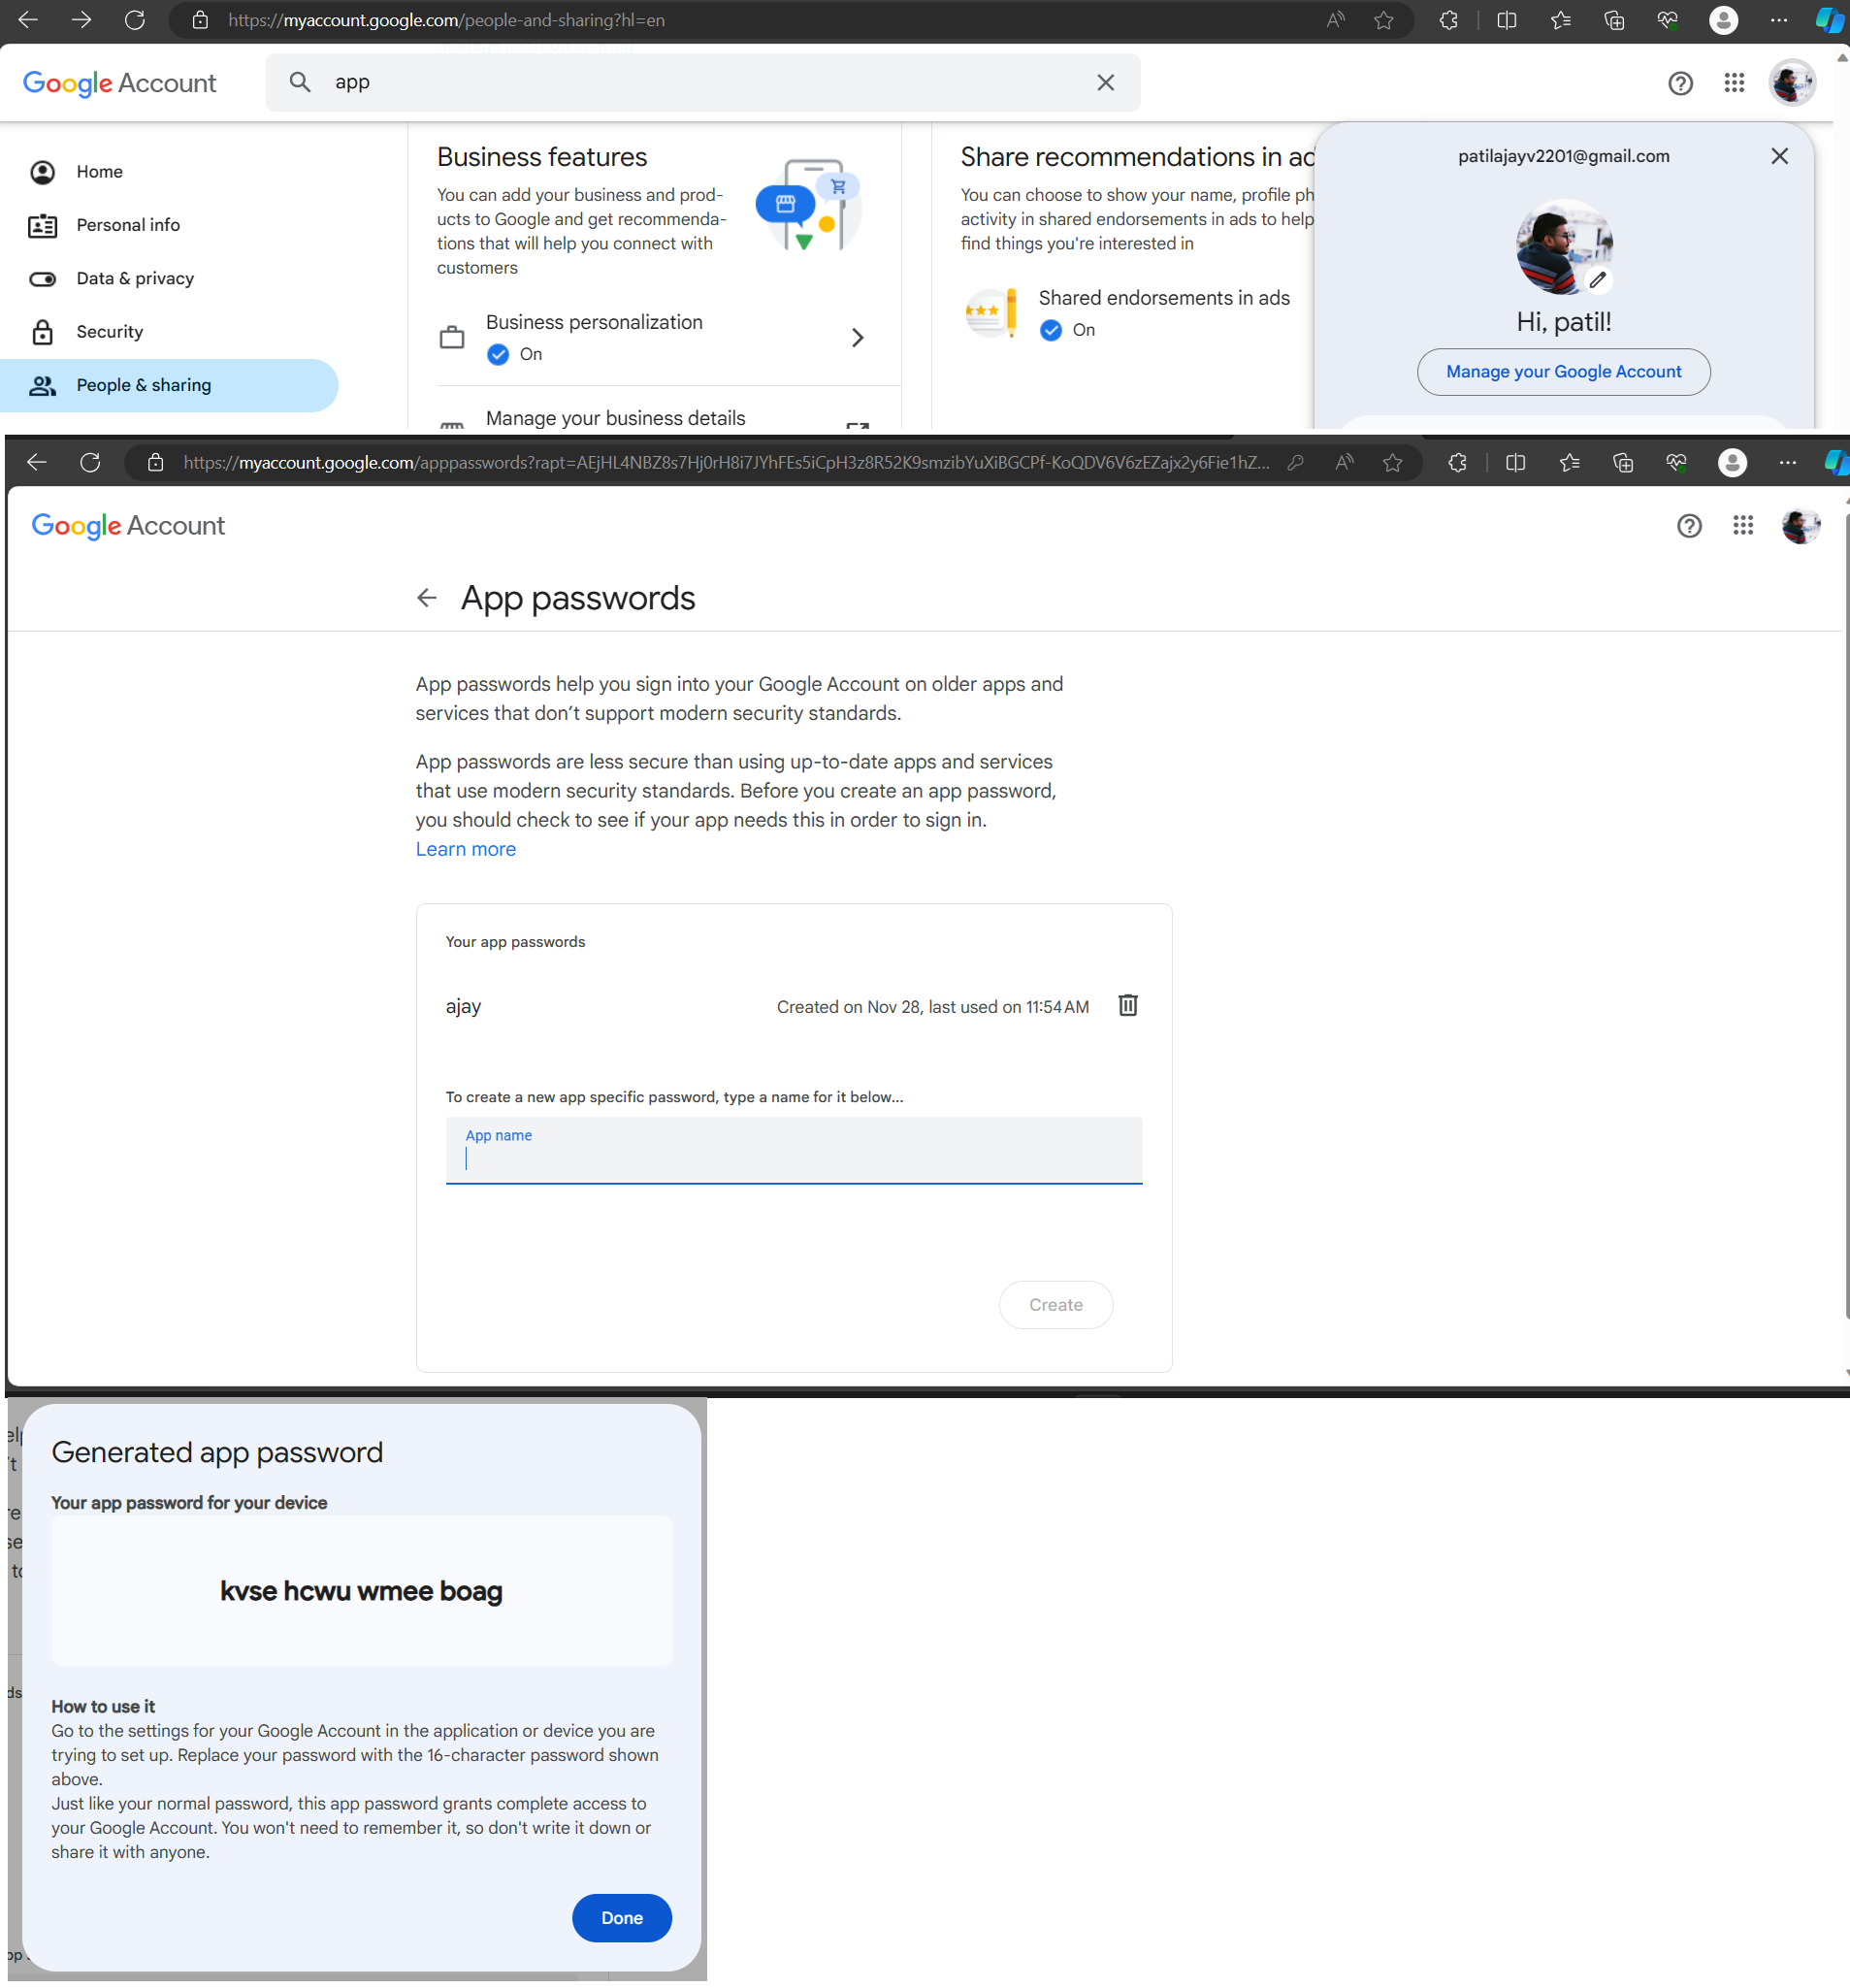 https://myaccount.google.com/people-and-sharing?hl=en
Google Account
app
Home
Personal info
Data & privacy
Security
People & sharing
Business features
You can add your business and prod-
ucts to Google and get recommenda-
tions that will help you connect with
customers
Business personalization
On
Manage your business details
Share recommendations in ad
You can choose to show your name, profile ph
activity in shared endorsements in ads to help
find things you're interested in
Shared endorsements in ads
On
patilajayv2201@gmail.com
Hi, patil!
Manage your Google Account
https://myaccount.google.com/apppasswords?rapt=AEjHL4NBZ8s7Hj0rH8i7JYhFEs5iCpH3z8R52K9smzibYuXiBGCPf-KoQDV6V6zEZajx2y6Fie1hZ...
Google Account
App passwords
App passwords help you sign into your Google Account on older apps and
services that don’t support modern security standards.
App passwords are less secure than using up-to-date apps and services
that use modern security standards. Before you create an app password,
you should check to see if your app needs this in order to sign in.
Learn more
Your app passwords
ajay
Created on Nov 28, last used on 11:54 AM
To create a new app specific password, type a name for it below...
App name
Create
Generated app password
Your app password for your device
kvse hcwu wmee boag
How to use it
Go to the settings for your Google Account in the application or device you are
trying to set up. Replace your password with the 16-character password shown
above.
Just like your normal password, this app password grants complete access to
your Google Account. You won't need to remember it, so don't write it down or
share it with anyone.
Done